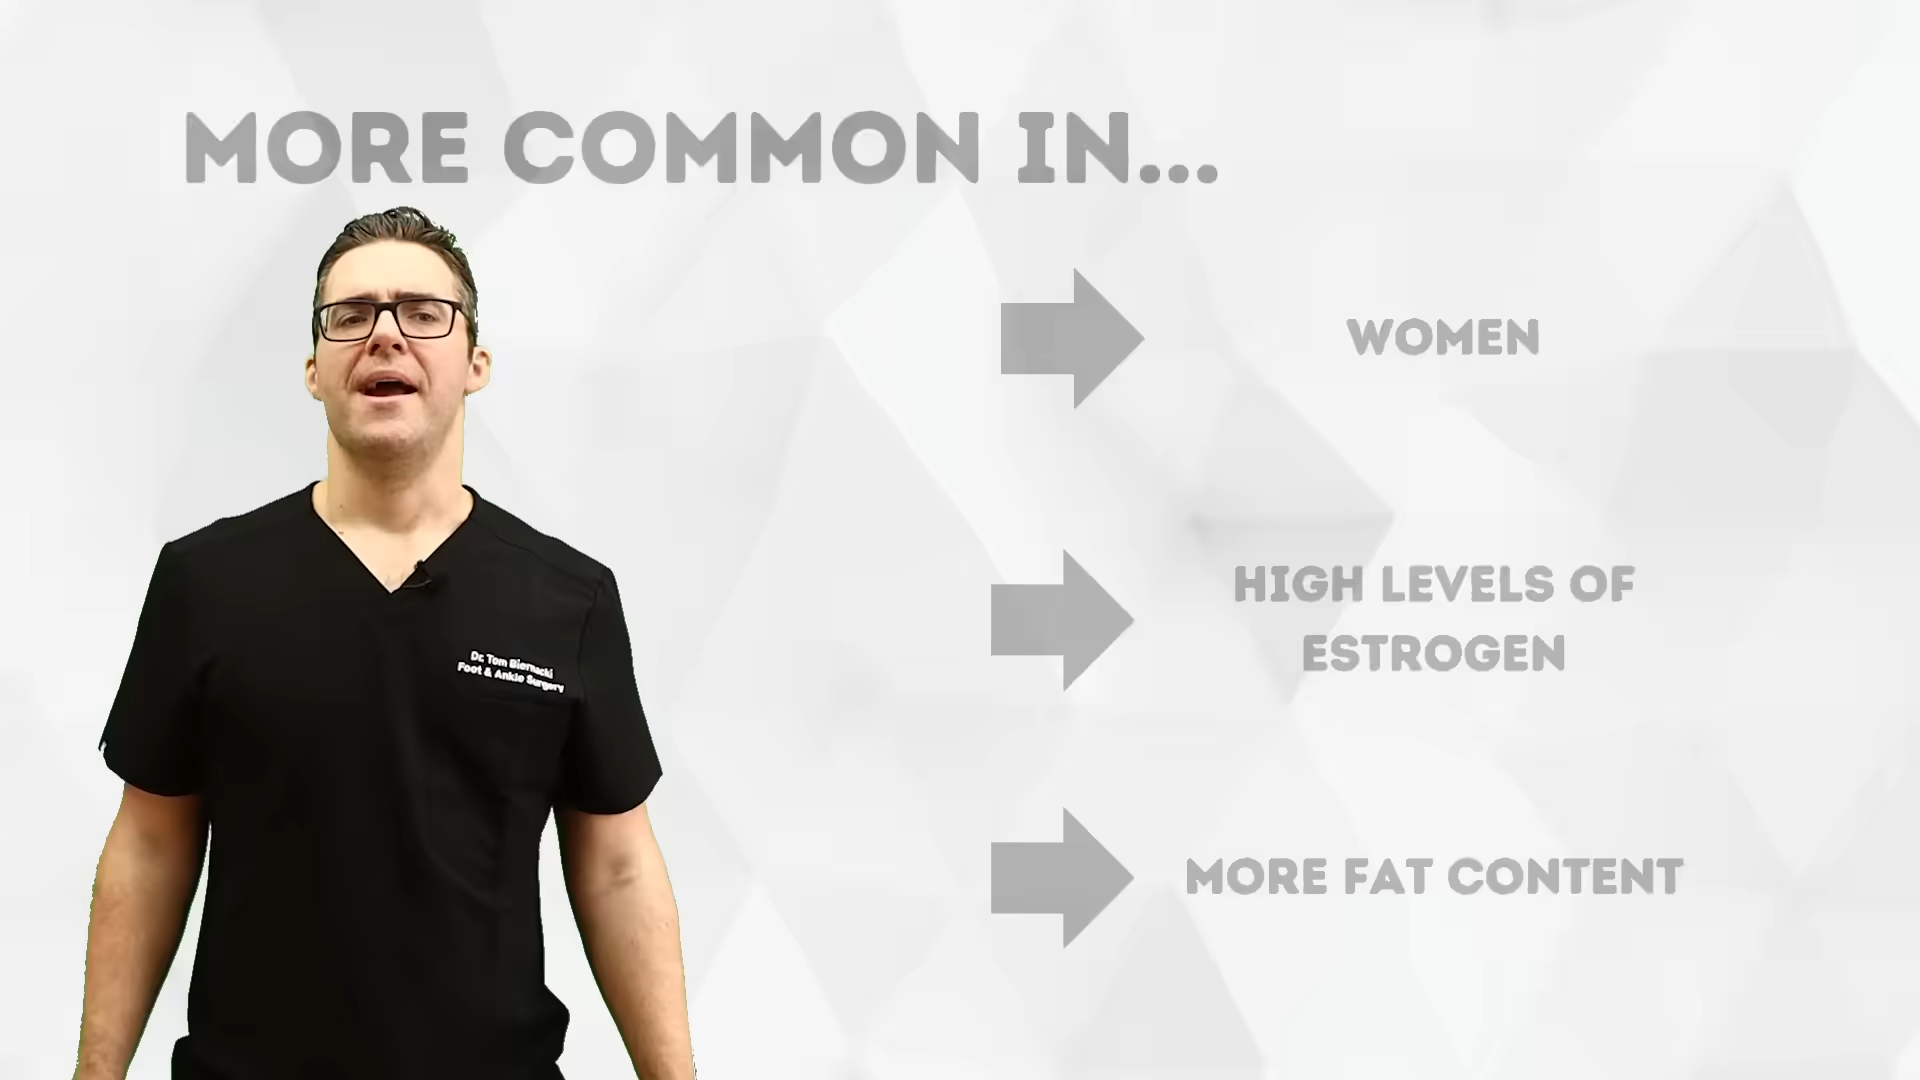 MORE COMMON IN...
WOMEN
Dr. Tom Biernacki
Foot & Ankle Surgery
HIGH LEVELS OF
ESTROGEN
MORE FAT CONTENT